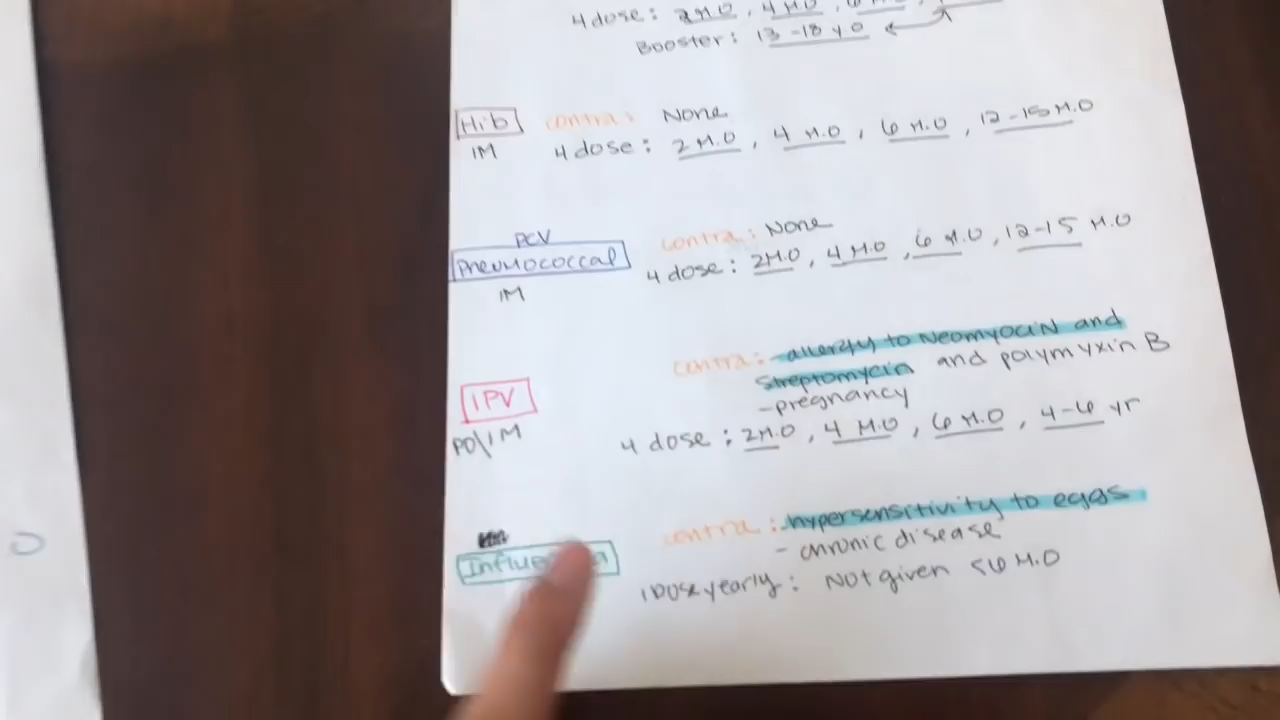 4 dose: 2 M.O, 4 M.O,
Booster: 13-18 y o
Hib contra: None
IM 4 dose: 2 M.O, 4 M.O, 6 M.O, 12-15 M.O
PCV
Pneumococcal contra: None
IM 4 dose: 2 M.O, 4 M.O, 6 M.O, 12-15 M.O
contra: -allergy to Neomyocin and
Streptomycin and polymyxin B
IPV -pregnancy
PO/IM 4 dose: 2 M.O, 4 M.O, 6 M.O, 4-6 yr
contra: -hypersensitivity to eggs
- chronic disease
1 Dose yearly: Not given <6 M.O